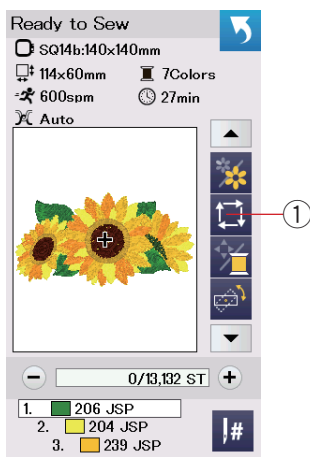 Ready to Sew
SQ14b:140x140mm
114x60mm 7Colors
600spm 27min
Auto
1
0/13,132 ST
1. 206 JSP
2. 204 JSP
3. 239 JSP
#